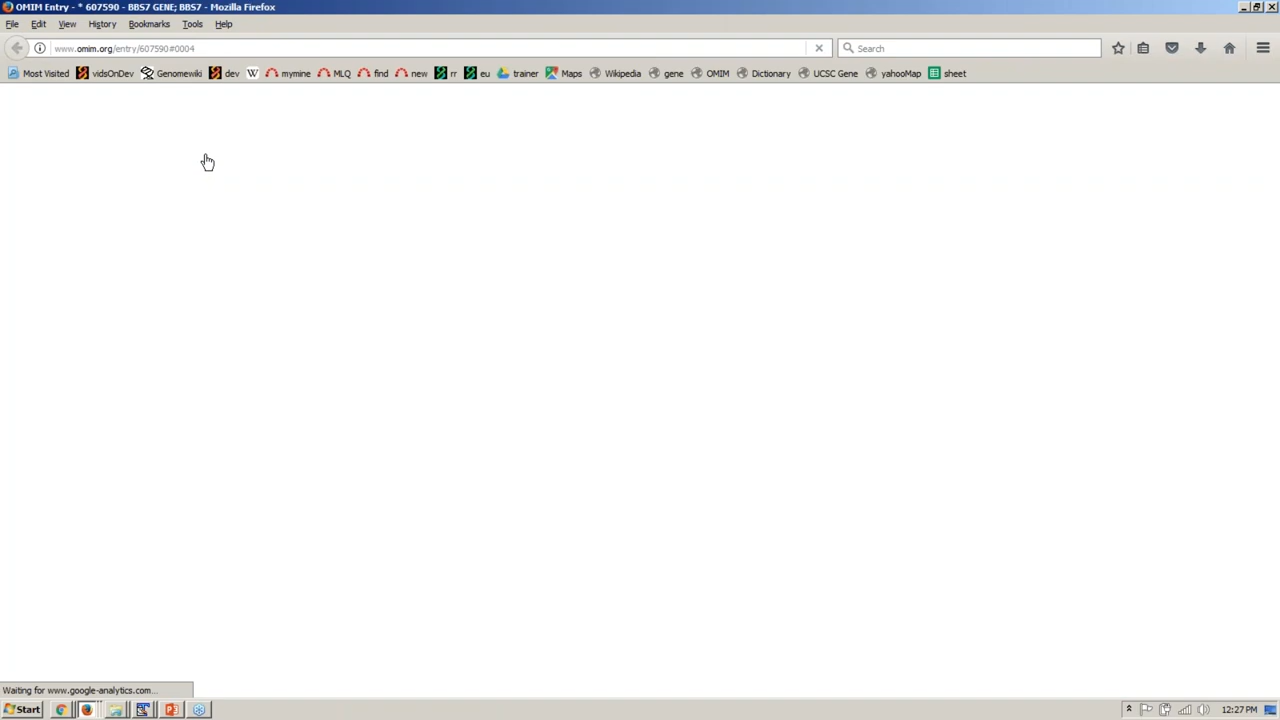 OMIM Entry - * 607590 - BBS7 GENE; BBS7 - Mozilla Firefox
File Edit View History Bookmarks Tools Help
www.omim.org/entry/607590#0004 Search
Most Visited vidsOnDev Genomewiki dev W mymine MLQ find new rr eu trainer Maps Wikipedia gene OMIM Dictionary UCSC Gene yahooMap sheet
Waiting for www.google-analytics.com...
Start 12:27 PM